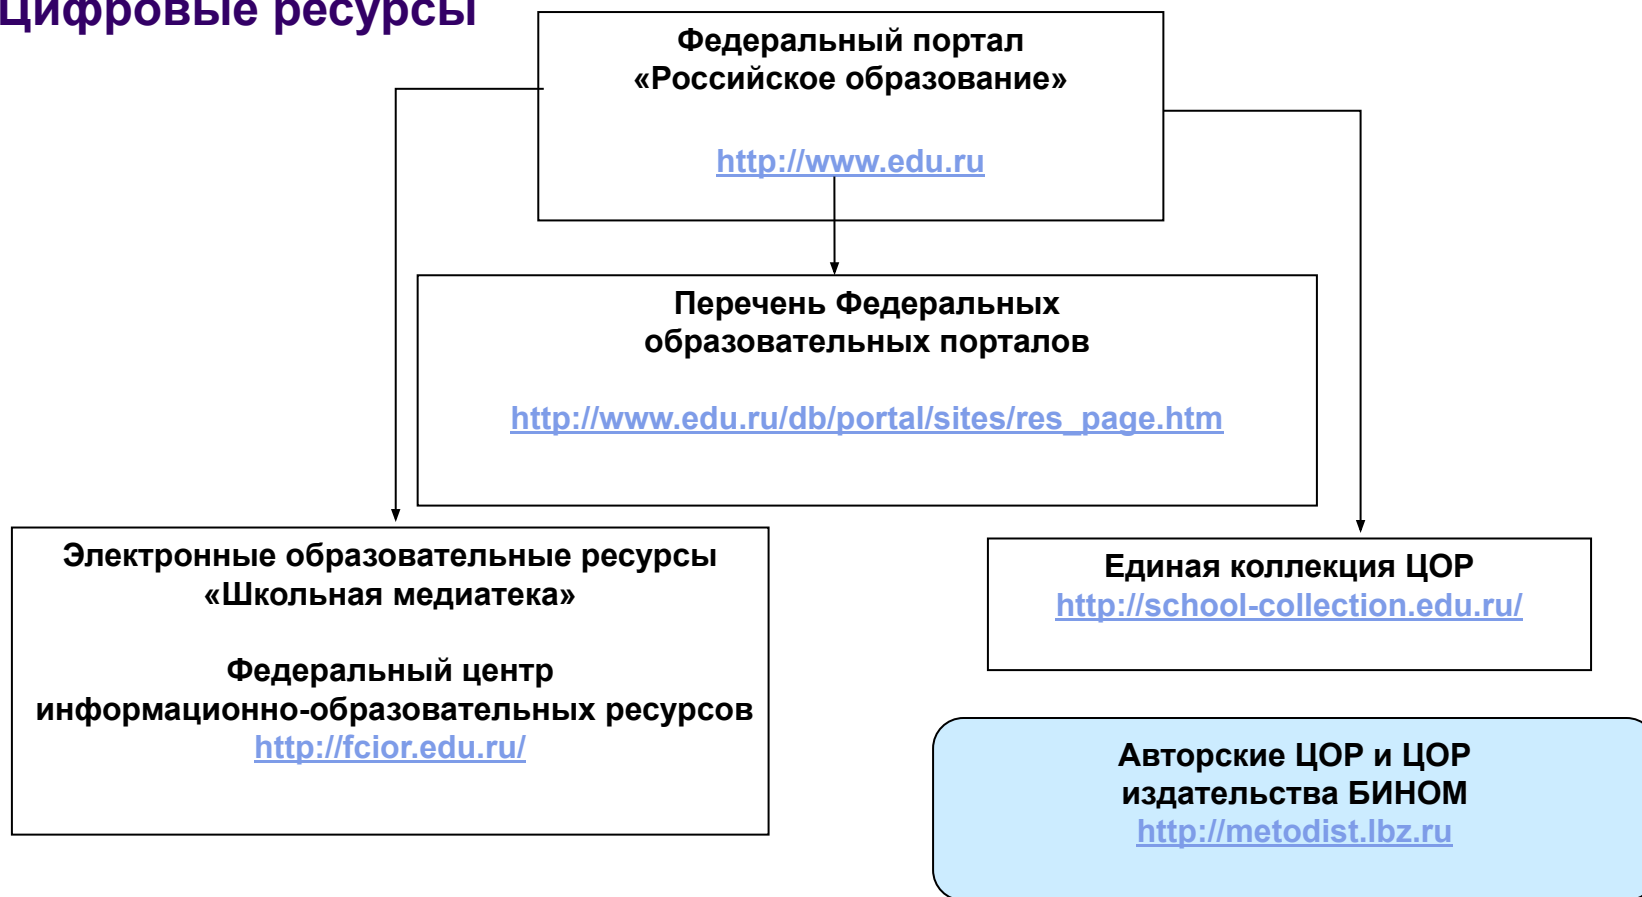 Цифровые ресурсы
Федеральный портал
«Российское образование»
http://www.edu.ru
Перечень Федеральных
образовательных порталов
http://www.edu.ru/db/portal/sites/res_page.htm
Электронные образовательные ресурсы
«Школьная медиатека»
Федеральный центр
информационно-образовательных ресурсов
http://fcior.edu.ru/
Единая коллекция ЦОР
http://school-collection.edu.ru/
Авторские ЦОР и ЦОР
издательства БИНОМ
http://metodist.lbz.ru